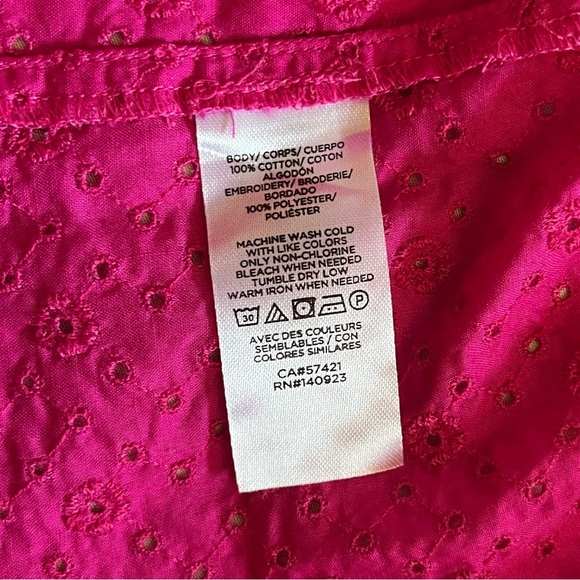 BODY/ CORPS/ CUERPO
100% COTTON/ COTON
ALGODÓN
EMBROIDERY/ BRODERIE/
BORDADO
100% POLYESTER/
POLIÉSTER
MACHINE WASH COLD
WITH LIKE COLORS
ONLY NON-CHLORINE
BLEACH WHEN NEEDED
TUMBLE DRY LOW
WARM IRON WHEN NEEDED
30 P
AVEC DES COULEURS
SEMBLABLES / CON
COLORES SIMILARES
CA#57421
RN#140923